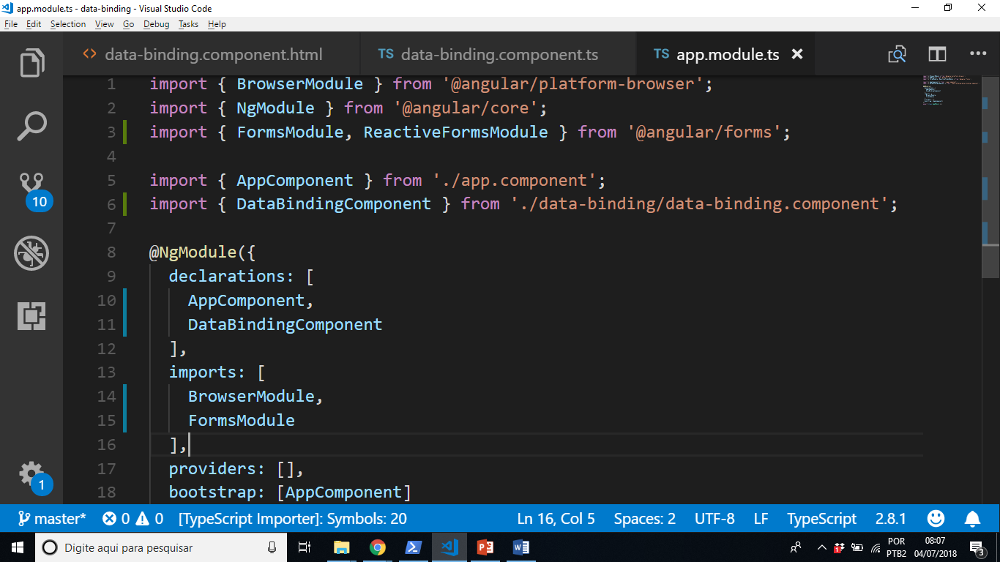 app.module.ts - data-binding - Visual Studio Code
File Edit Selection View Go Debug Tasks Help
<> data-binding.component.html TS data-binding.component.ts TS app.module.ts
1 import { BrowserModule } from '@angular/platform-browser';
2 import { NgModule } from '@angular/core';
3 import { FormsModule, ReactiveFormsModule } from '@angular/forms';
4
5 import { AppComponent } from './app.component';
6 import { DataBindingComponent } from './data-binding/data-binding.component';
7
8 @NgModule({
9 declarations: [
10 AppComponent,
11 DataBindingComponent
12 ],
13 imports: [
14 BrowserModule,
15 FormsModule
16 ],
17 providers: [],
18 bootstrap: [AppComponent]
10
1
master* 0 0 [TypeScript Importer]: Symbols: 20 Ln 16, Col 5 Spaces: 2 UTF-8 LF TypeScript 2.8.1
Digite aqui para pesquisar
POR 08:07
PTB2 04/07/2018 3